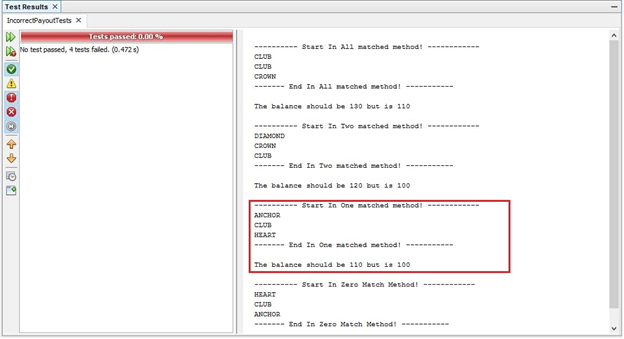 Test Results ×
IncorrectPayoutTests ×
Tests passed: 0.00 %
No test passed, 4 tests failed. (0.472 s)
---------- Start In All matched method! ------------
CLUB
CLUB
CROWN
------- End In All matched method! -----------
The balance should be 130 but is 110
---------- Start In Two matched method! ------------
DIAMOND
CROWN
CLUB
------- End In Two matched method! -----------
The balance should be 120 but is 100
---------- Start In One matched method! ------------
ANCHOR
CLUB
HEART
------- End In One matched method! -----------
The balance should be 110 but is 100
---------- Start In Zero Match Method! ------------
HEART
CLUB
ANCHOR
------- End In Zero Match Method! -----------